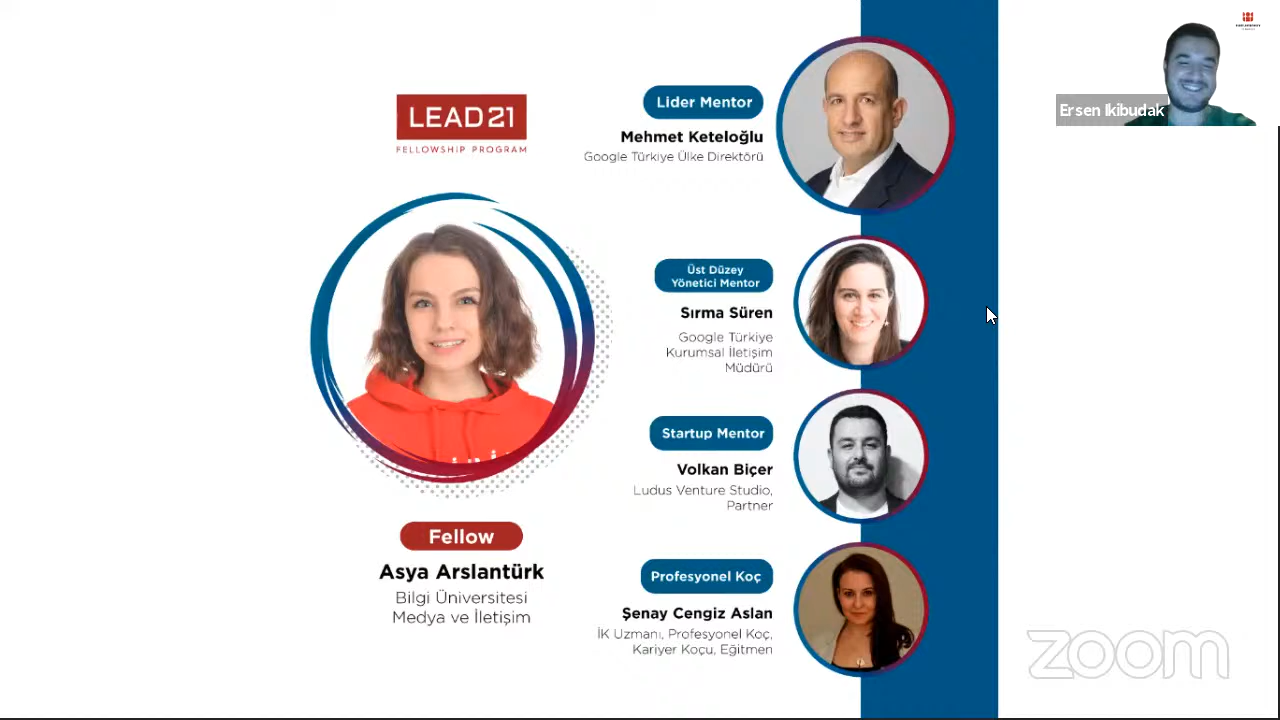 LEAD21
FELLOWSHIP PROGRAM
Fellow
Asya Arslantürk
Bilgi Üniversitesi
Medya ve İletişim
Lider Mentor
Mehmet Keteloğlu
Google Türkiye Ülke Direktörü
Üst Düzey
Yönetici Mentor
Sırma Süren
Google Türkiye
Kurumsal İletişim
Müdürü
Startup Mentor
Volkan Biçer
Ludus Venture Studio,
Partner
Profesyonel Koç
Şenay Cengiz Aslan
İK Uzmanı, Profesyonel Koç,
Kariyer Koçu, Eğitmen
Ersen Ikibudak
zoom